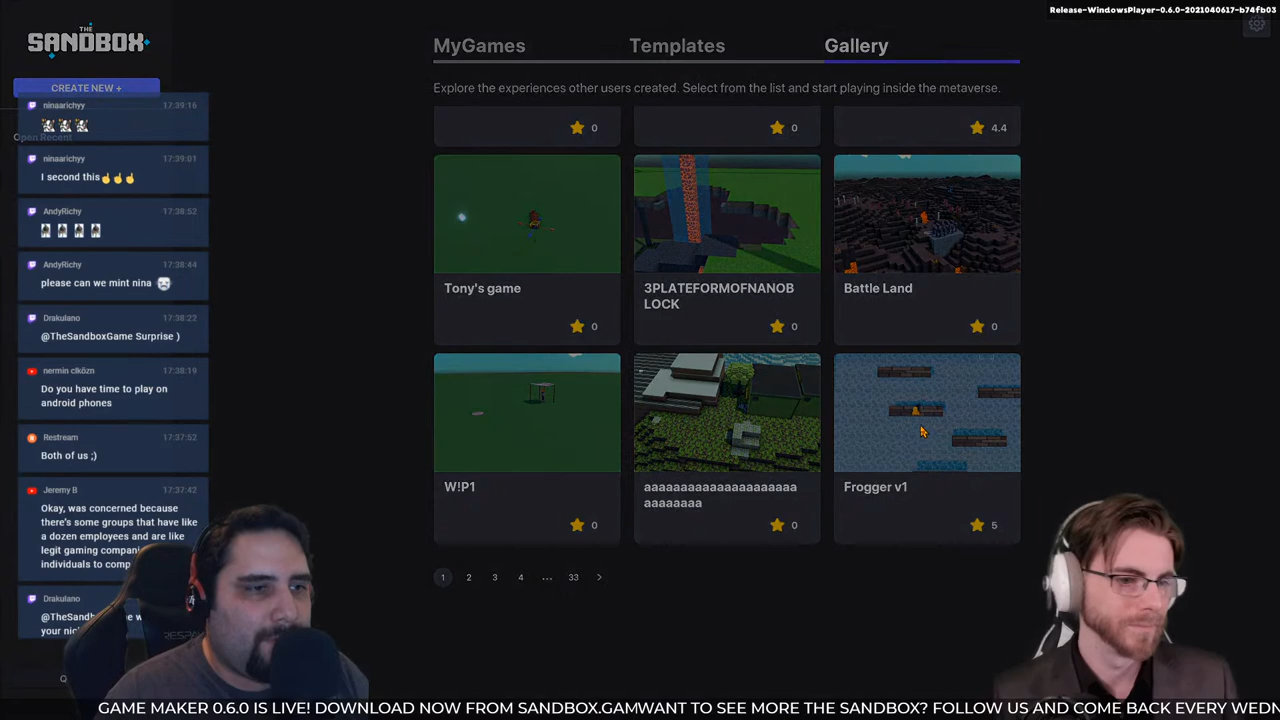 Release-WindowsPlayer-0.6.0-2021040617-b74fb03
THE
SANDBOX
CREATE NEW +
Open Recent
ninaarichyy 17:39:16
ninaarichyy 17:39:01
I second this☝☝☝
AndyRichy 17:38:52
AndyRichy 17:38:44
please can we mint nina
Drakulano 17:38:22
@TheSandboxGame Surprise )
nermin clközn 17:38:19
Do you have time to play on
android phones
Restream 17:37:52
Both of us ;)
Jeremy B 17:37:42
Okay, was concerned because
there's some groups that have like
a dozen employees and are like
legit gaming compani
individuals to comp
Drakulano
@TheSandb
your nic
MyGames
Templates
Gallery
Explore the experiences other users created. Select from the list and start playing inside the metaverse.
0
0
4.4
Tony's game
0
3PLATEFORMOFNANOB
LOCK
0
Battle Land
0
W!P1
0
aaaaaaaaaaaaaaaaaaaaa
aaaaaaaa
0
Frogger v1
5
1 2 3 4 ... 33 >
GAME MAKER 0.6.0 IS LIVE! DOWNLOAD NOW FROM SANDBOX.GAMWANT TO SEE MORE THE SANDBOX? FOLLOW US AND COME BACK EVERY WEDN